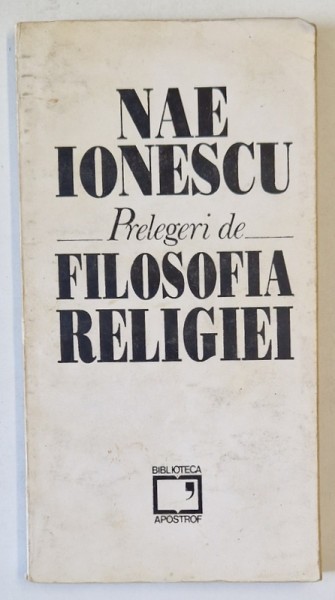 NAE
IONESCU
Prelegeri de
FILOSOFIA
RELIGIEI
BIBLIOTECA
APOSTROF